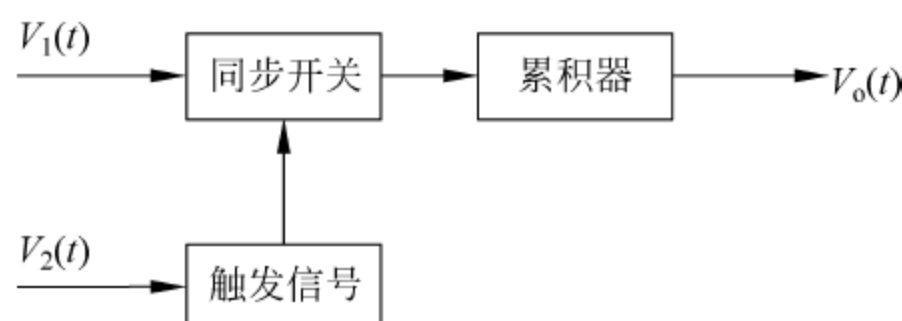 V₁(t)
同步开关
累积器
Vₒ(t)
V₂(t)
触发信号